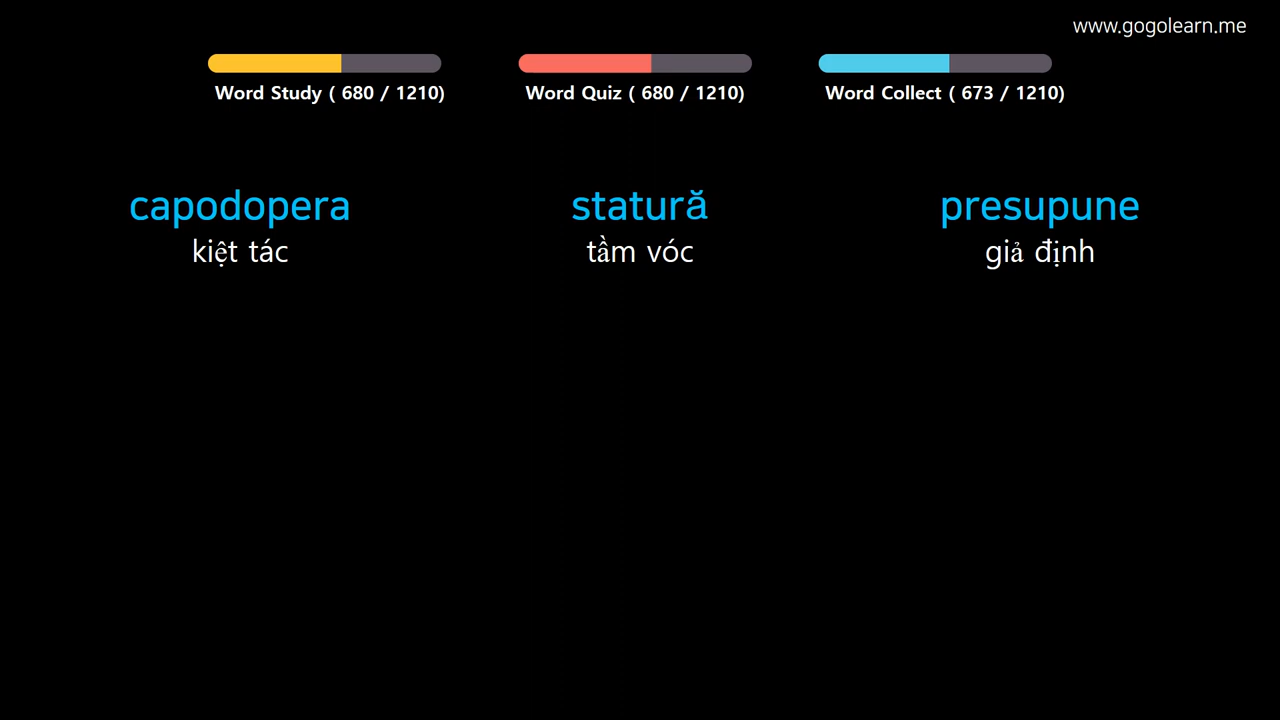 www.gogolearn.me
Word Study ( 680 / 1210)
Word Quiz ( 680 / 1210)
Word Collect ( 673 / 1210)
capodopera
kiệt tác
statură
tầm vóc
presupune
giả định